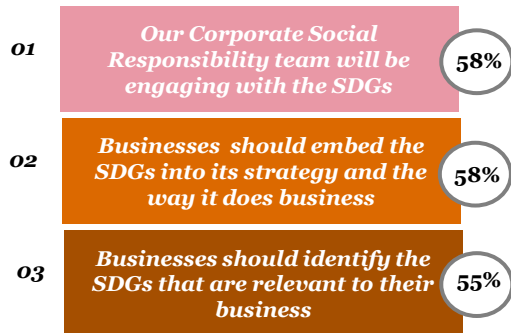 01
Our Corporate Social
Responsibility team will be
engaging with the SDGs
58%
02
Businesses should embed the
SDGs into its strategy and the
way it does business
58%
03
Businesses should identify the
SDGs that are relevant to their
business
55%